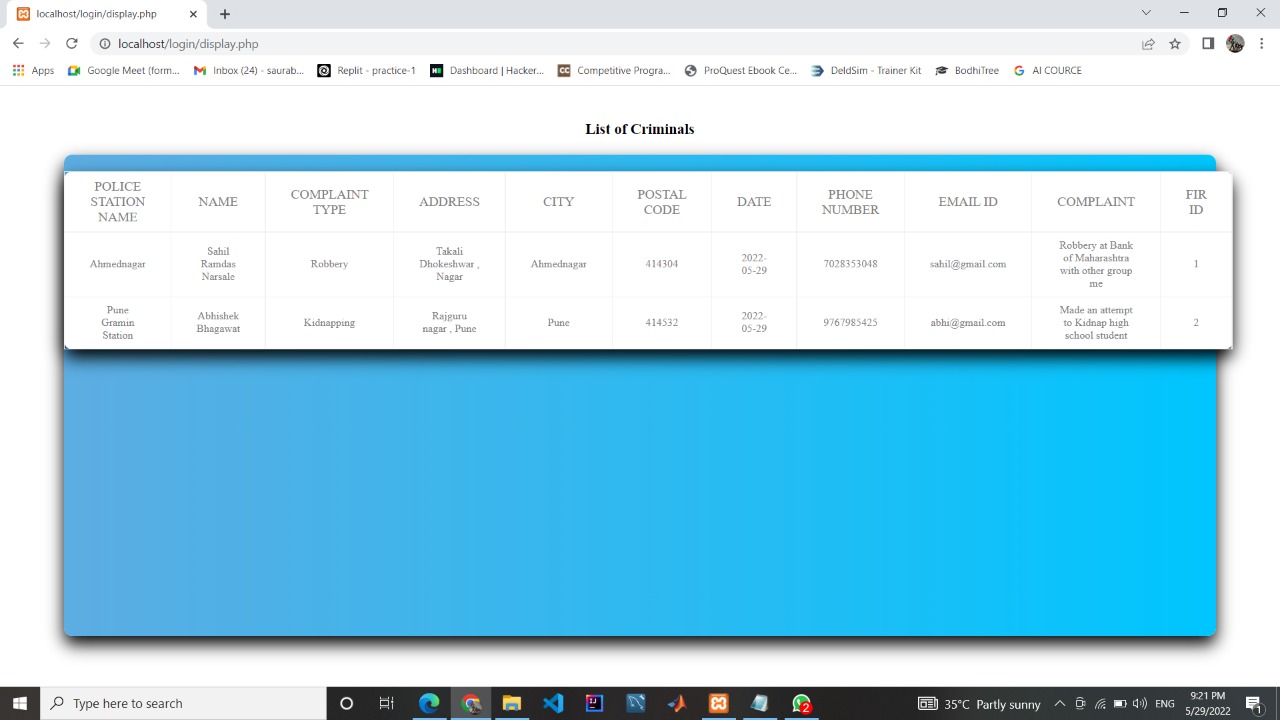 localhost/login/display.php
localhost/login/display.php
Apps
Google Meet (form...
Inbox (24) - saurab...
Replit - practice-1
Dashboard | Hacker...
Competitive Progra...
ProQuest Ebook Ce...
DeldSim - Trainer Kit
BodhiTree
AI COURCE
List of Criminals
POLICE STATION NAME NAME COMPLAINT TYPE ADDRESS CITY POSTAL CODE DATE PHONE NUMBER EMAIL ID COMPLAINT FIR ID
Ahmednagar Sahil Ramdas Narsale Robbery Takali Dhokeshwar , Nagar Ahmednagar 414304 2022-05-29 7028353048 sahil@gmail.com Robbery at Bank of Maharashtra with other group me 1
Pune Gramin Station Abhishek Bhagawat Kidnapping Rajguru nagar , Pune Pune 414532 2022-05-29 9767985425 abhi@gmail.com Made an attempt to Kidnap high school student 2
Type here to search
2
35°C Partly sunny
ENG
9:21 PM
5/29/2022
1